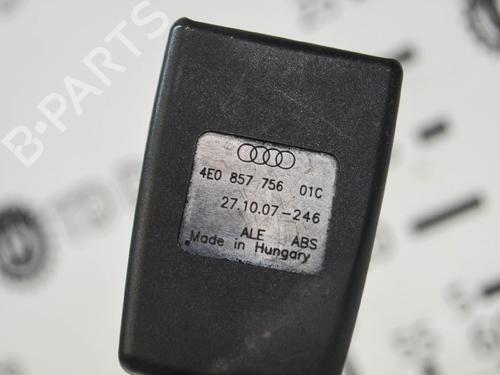 B-PARTS
4E0 857 756 01C
27.10.07-246
ALE ABS
Made in Hungary